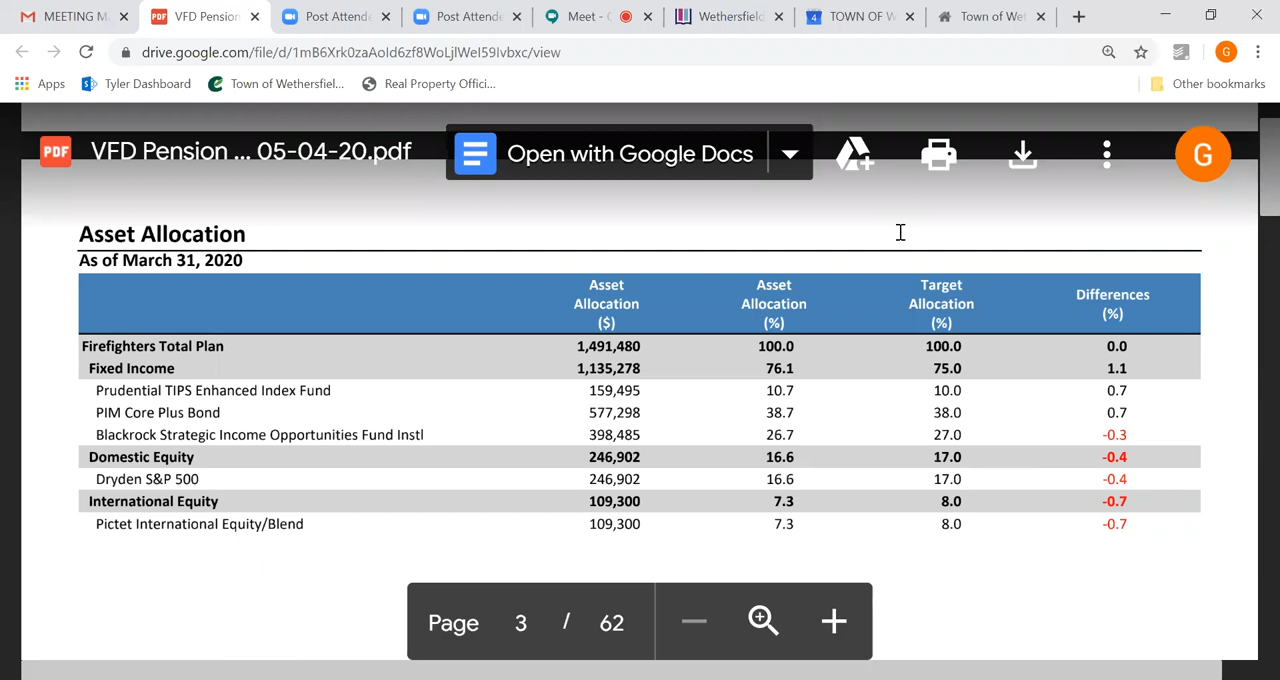 MEETING M
VFD Pension
Post Attende
Post Attende
Meet - 
Wethersfield
4
TOWN OF W
Town of Wet
drive.google.com/file/d/1mB6Xrk0zaAoId6zf8WoLjlWeI59Ivbxc/view
G
Apps
Tyler Dashboard
Town of Wethersfiel...
Real Property Offici...
Other bookmarks
PDF
VFD Pension ... 05-04-20.pdf
Open with Google Docs
G
Asset Allocation
As of March 31, 2020
Asset Allocation ($)
Asset Allocation (%)
Target Allocation (%)
Differences (%)
Firefighters Total Plan 1,491,480 100.0 100.0 0.0
Fixed Income 1,135,278 76.1 75.0 1.1
Prudential TIPS Enhanced Index Fund 159,495 10.7 10.0 0.7
PIM Core Plus Bond 577,298 38.7 38.0 0.7
Blackrock Strategic Income Opportunities Fund Instl 398,485 26.7 27.0 -0.3
Domestic Equity 246,902 16.6 17.0 -0.4
Dryden S&P 500 246,902 16.6 17.0 -0.4
International Equity 109,300 7.3 8.0 -0.7
Pictet International Equity/Blend 109,300 7.3 8.0 -0.7
Page 3 / 62